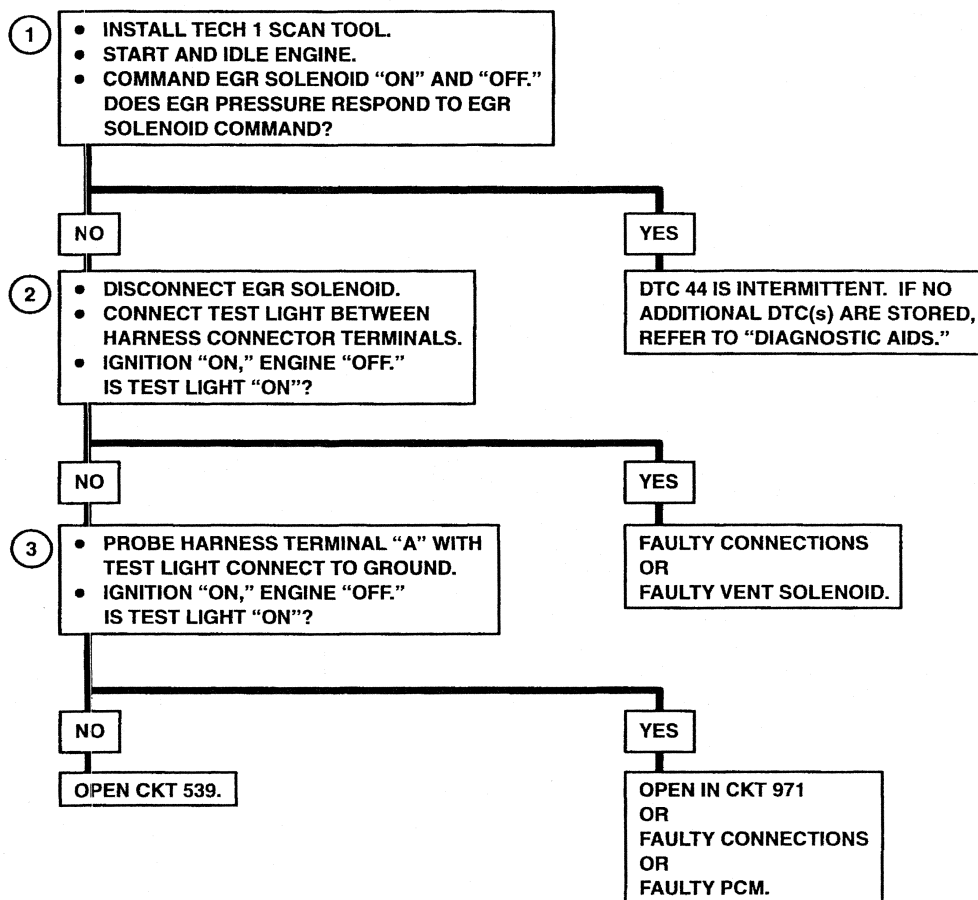 1
• INSTALL TECH 1 SCAN TOOL.
• START AND IDLE ENGINE.
• COMMAND EGR SOLENOID “ON” AND “OFF.”
DOES EGR PRESSURE RESPOND TO EGR
SOLENOID COMMAND?
NO
YES
2
• DISCONNECT EGR SOLENOID.
• CONNECT TEST LIGHT BETWEEN
HARNESS CONNECTOR TERMINALS.
• IGNITION “ON,” ENGINE “OFF.”
IS TEST LIGHT “ON”?
DTC 44 IS INTERMITTENT. IF NO
ADDITIONAL DTC(s) ARE STORED,
REFER TO “DIAGNOSTIC AIDS.”
NO
YES
3
• PROBE HARNESS TERMINAL “A” WITH
TEST LIGHT CONNECT TO GROUND.
• IGNITION “ON,” ENGINE “OFF.”
IS TEST LIGHT “ON”?
FAULTY CONNECTIONS
OR
FAULTY VENT SOLENOID.
NO
YES
OPEN CKT 539.
OPEN IN CKT 971
OR
FAULTY CONNECTIONS
OR
FAULTY PCM.